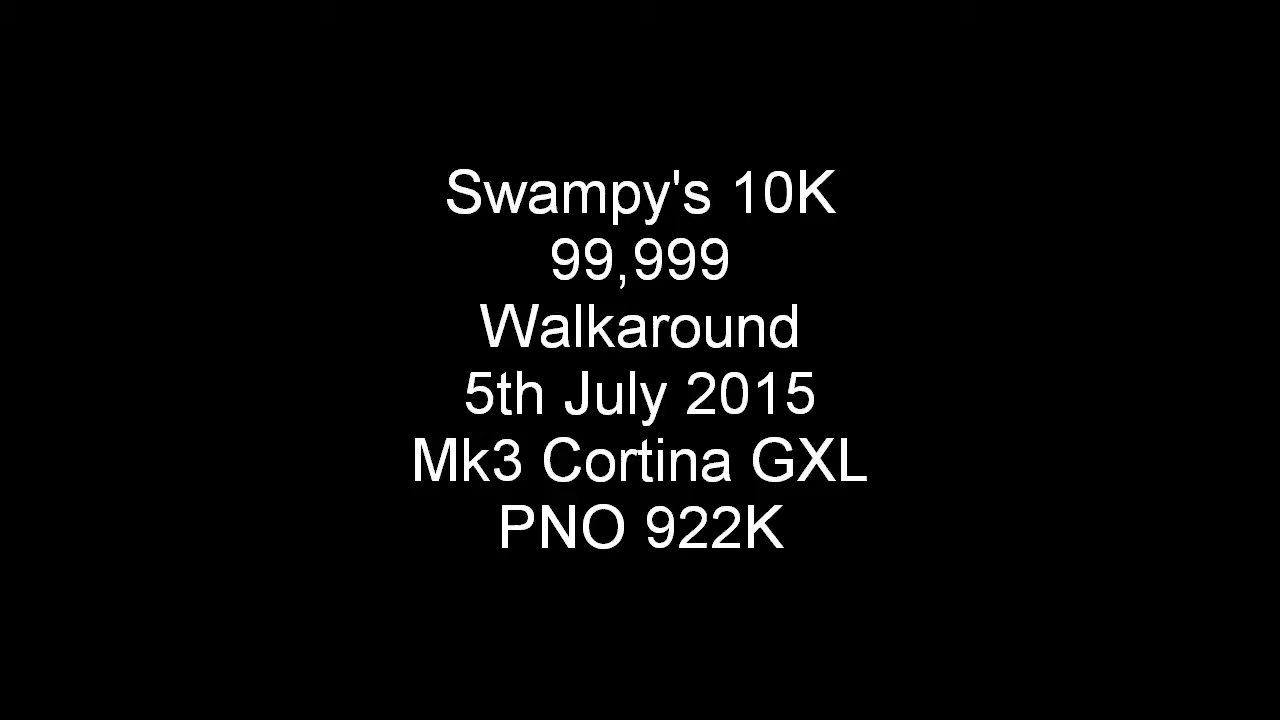 Swampy's 10K
99,999
Walkaround
5th July 2015
Mk3 Cortina GXL
PNO 922K